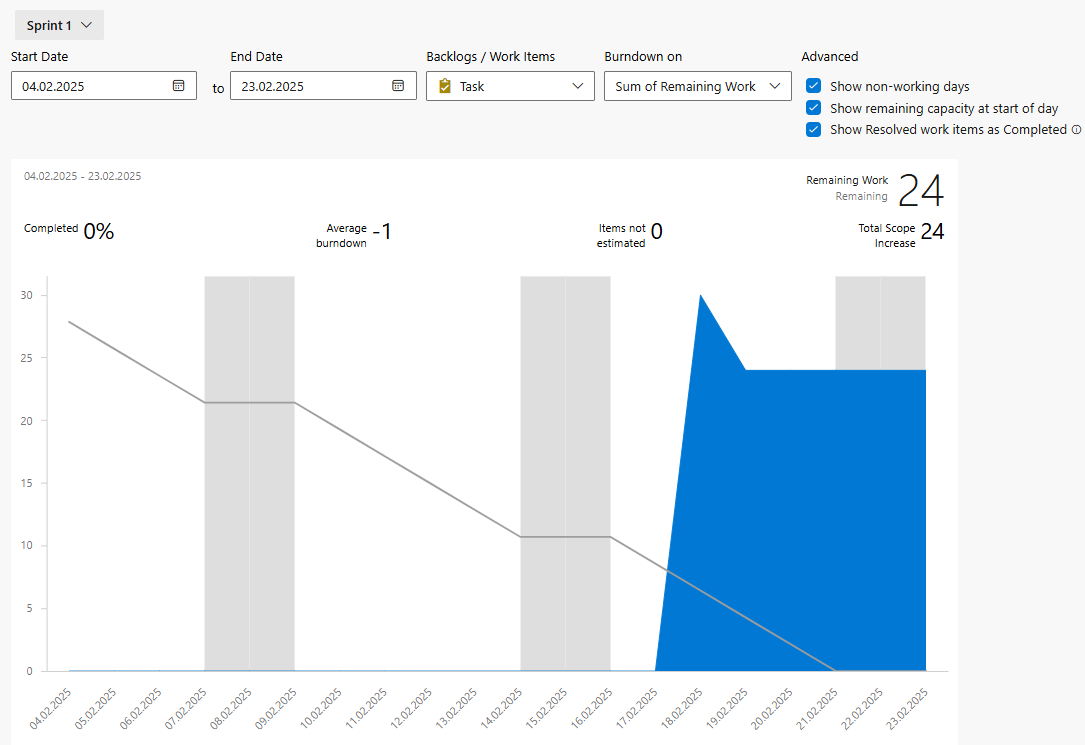 Sprint 1
Start Date
End Date
Backlogs / Work Items
Burndown on
Advanced
04.02.2025
to
23.02.2025
Task
Sum of Remaining Work
Show non-working days
Show remaining capacity at start of day
Show Resolved work items as Completed
04.02.2025 - 23.02.2025
Remaining Work
Remaining
24
Completed 0%
Average
burndown
-1
Items not
estimated
0
Total Scope
Increase
24
30
25
20
15
10
5
0
04.02.2025
05.02.2025
06.02.2025
07.02.2025
08.02.2025
09.02.2025
10.02.2025
11.02.2025
12.02.2025
13.02.2025
14.02.2025
15.02.2025
16.02.2025
17.02.2025
18.02.2025
19.02.2025
20.02.2025
21.02.2025
22.02.2025
23.02.2025